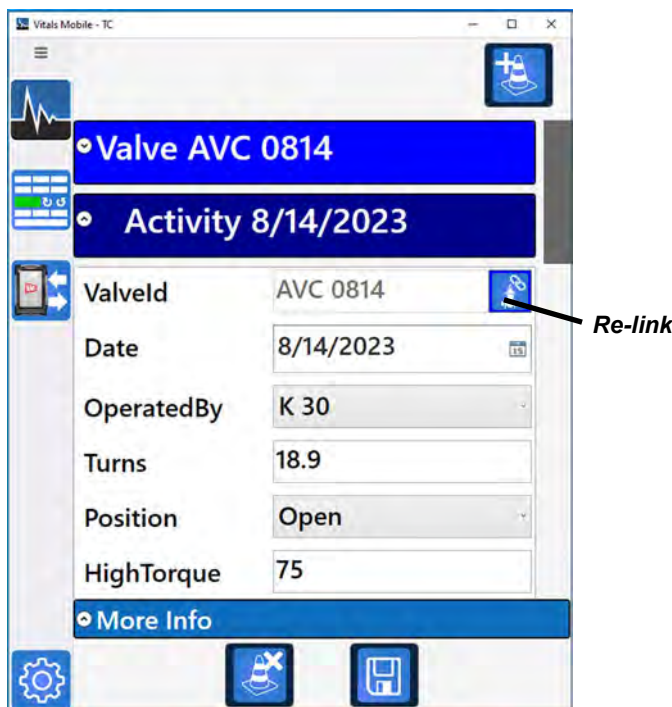 Vitals Mobile - TC
Valve AVC 0814
Activity 8/14/2023
ValveId AVC 0814
Re-link
Date 8/14/2023 15
OperatedBy K 30
Turns 18.9
Position Open
HighTorque 75
More Info